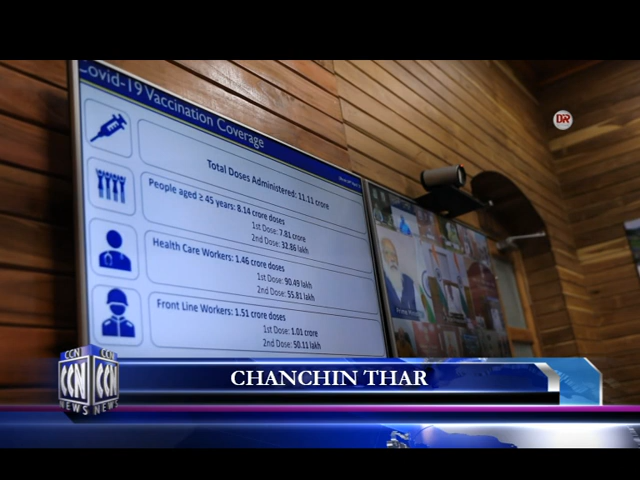 Covid-19 Vaccination Coverage
Total Doses Administered: 11.11 crore
People aged ≥ 45 years: 8.14 crore doses
1st Dose: 7.81 crore
2nd Dose: 32.86 lakh
Health Care Workers: 1.46 crore doses
1st Dose: 90.49 lakh
2nd Dose: 55.81 lakh
Front Line Workers: 1.51 crore doses
1st Dose: 1.01 crore
2nd Dose: 50.11 lakh
DR
CCN
CCN
CCN
CCN
CCN
NEWS
NEWS
CHANCHIN THAR